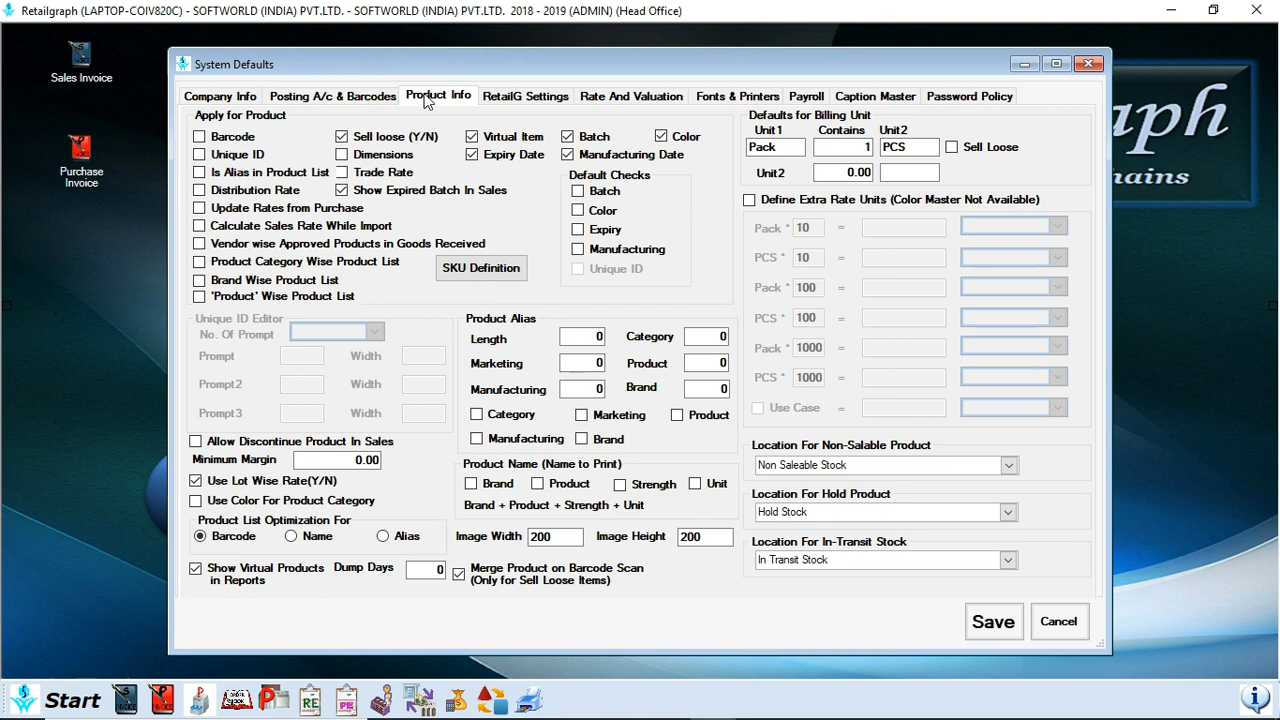 Retailgraph (LAPTOP-COIV820C) - SOFTWORLD (INDIA) PVT.LTD. - SOFTWORLD (INDIA) PVT.LTD. 2018 - 2019 (ADMIN) (Head Office)
Sales Invoice
Purchase
Invoice
aph
hains
System Defaults
Company Info Posting A/c & Barcodes Product Info RetailG Settings Rate And Valuation Fonts & Printers Payroll Caption Master Password Policy
Apply for Product
Barcode Sell loose (Y/N) Virtual Item Batch Color
Unique ID Dimensions Expiry Date Manufacturing Date
Is Alias in Product List Trade Rate
Distribution Rate Show Expired Batch In Sales
Update Rates from Purchase
Calculate Sales Rate While Import
Vendor wise Approved Products in Goods Received
Product Category Wise Product List
Brand Wise Product List
'Product' Wise Product List
SKU Definition
Default Checks
Batch
Color
Expiry
Manufacturing
Unique ID
Defaults for Billing Unit
Unit1 Contains Unit2
Pack 1 PCS Sell Loose
Unit2 0.00
Define Extra Rate Units (Color Master Not Available)
Pack * 10 =
PCS * 10 =
Pack * 100 =
PCS * 100 =
Pack * 1000 =
PCS * 1000 =
Use Case =
Unique ID Editor
No. Of Prompt
Prompt Width
Prompt2 Width
Prompt3 Width
Product Alias
Length 0 Category 0
Marketing 0 Product 0
Manufacturing 0 Brand 0
Category Marketing Product
Manufacturing Brand
Allow Discontinue Product In Sales
Minimum Margin 0.00
Use Lot Wise Rate(Y/N)
Use Color For Product Category
Product List Optimization For
Barcode Name Alias
Show Virtual Products
in Reports
Dump Days 0
Product Name (Name to Print)
Brand Product Strength Unit
Brand + Product + Strength + Unit
Image Width 200 Image Height 200
Merge Product on Barcode Scan
(Only for Sell Loose Items)
Location For Non-Salable Product
Non Saleable Stock
Location For Hold Product
Hold Stock
Location For In-Transit Stock
In Transit Stock
Save Cancel
Start